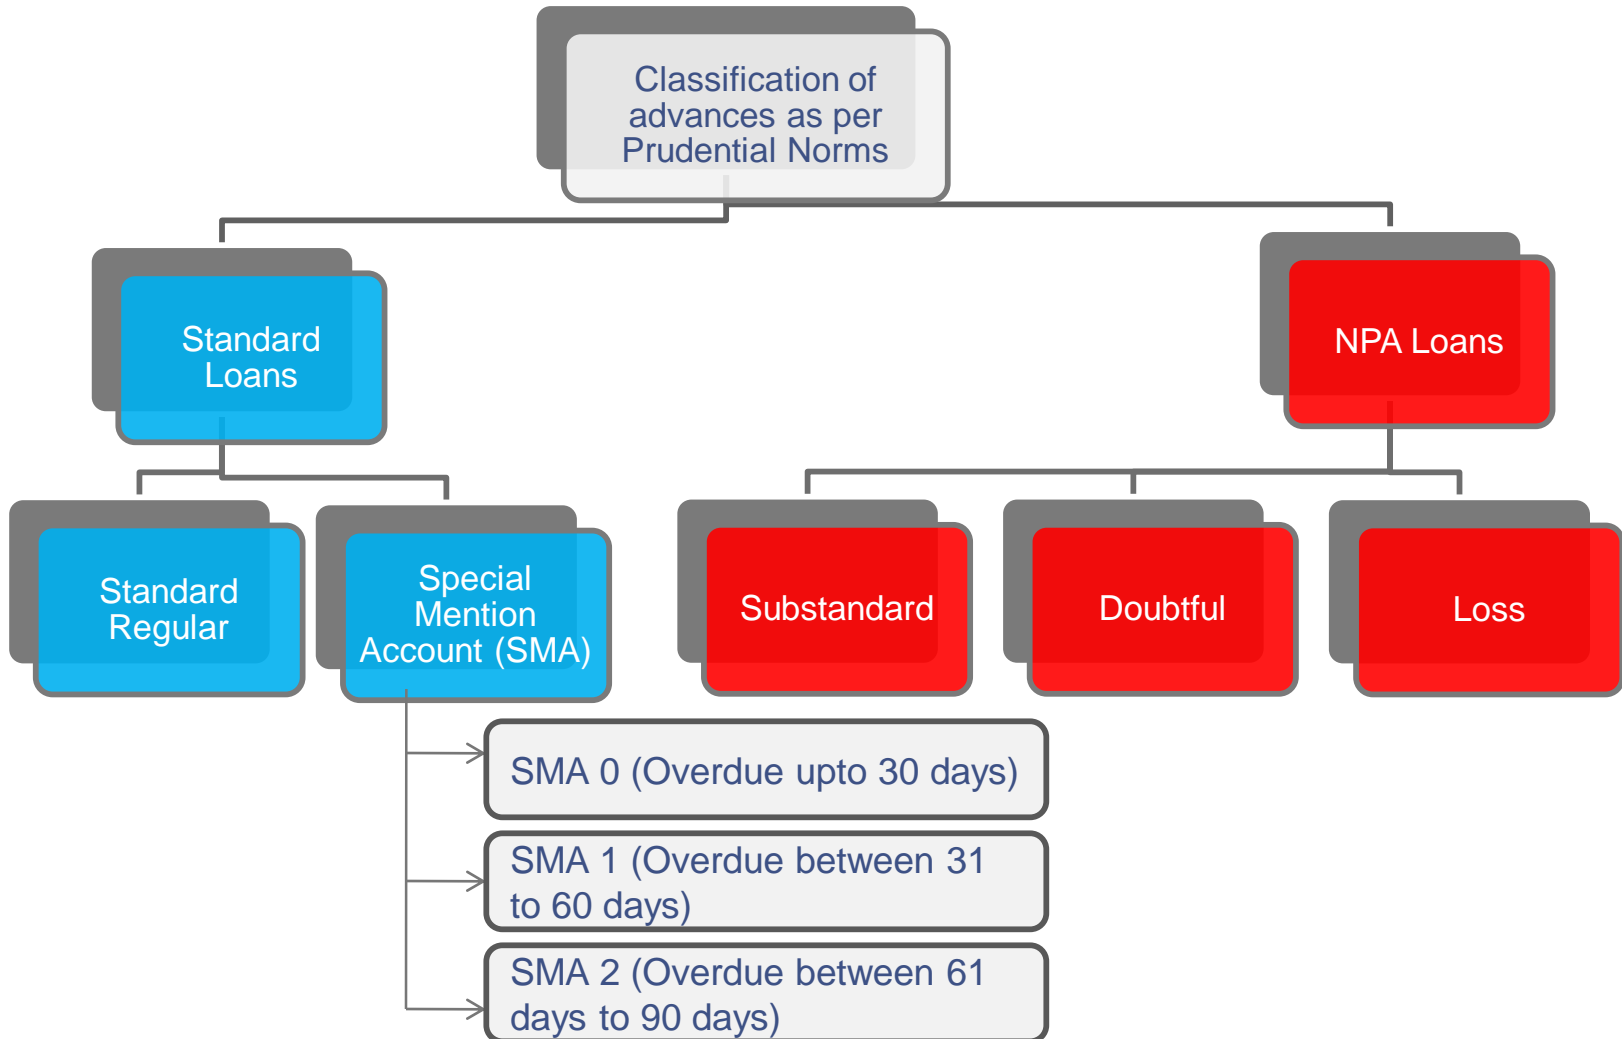 Classification of
advances as per
Prudential Norms
Standard
Loans
NPA Loans
Standard
Regular
Special
Mention
Account (SMA)
Substandard
Doubtful
Loss
SMA 0 (Overdue upto 30 days)
SMA 1 (Overdue between 31
to 60 days)
SMA 2 (Overdue between 61
days to 90 days)